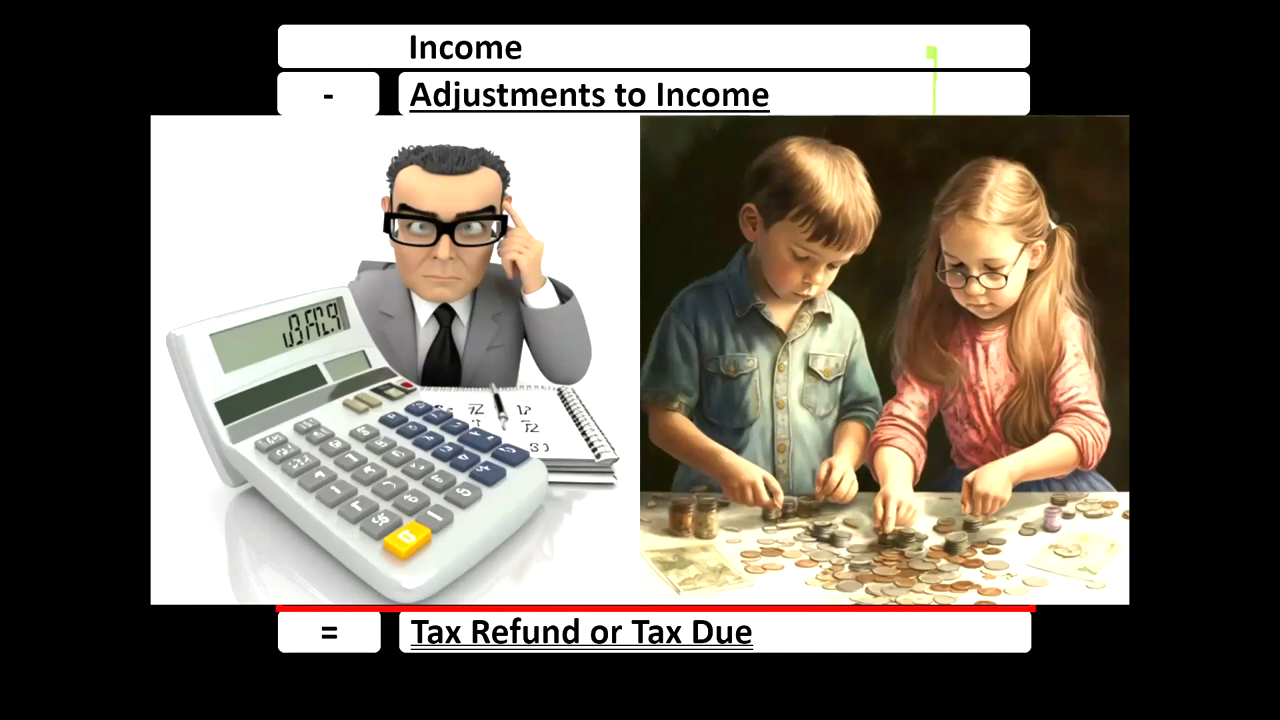 Income
- Adjustments to Income
= Tax Refund or Tax Due